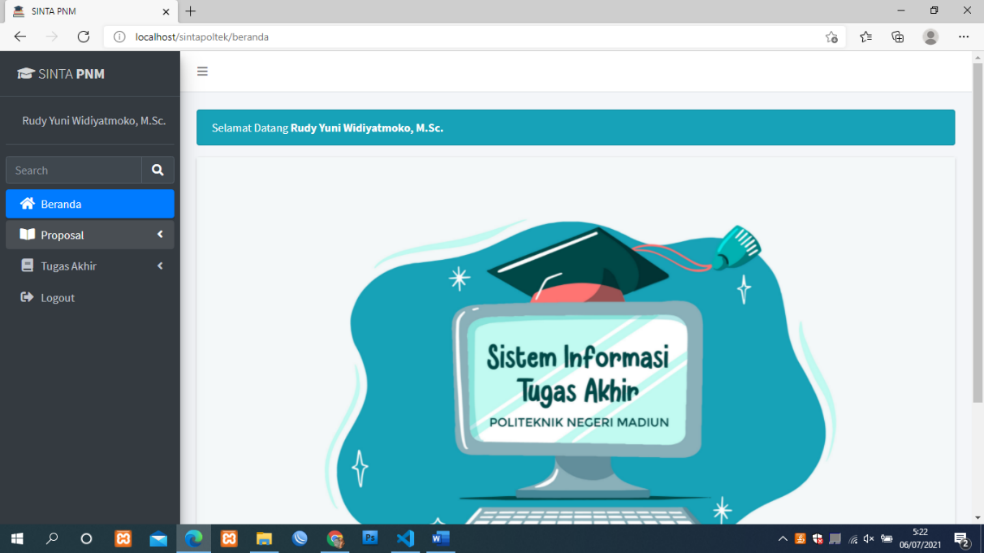 SINTA PNM
localhost/sintapoltek/beranda
SINTA PNM
Rudy Yuni Widiyatmoko, M.Sc.
Selamat Datang Rudy Yuni Widiyatmoko, M.Sc.
Search
Beranda
Proposal
Tugas Akhir
Logout
Sistem Informasi
Tugas Akhir
POLITEKNIK NEGERI MADIUN
5:22
06/07/2021
2